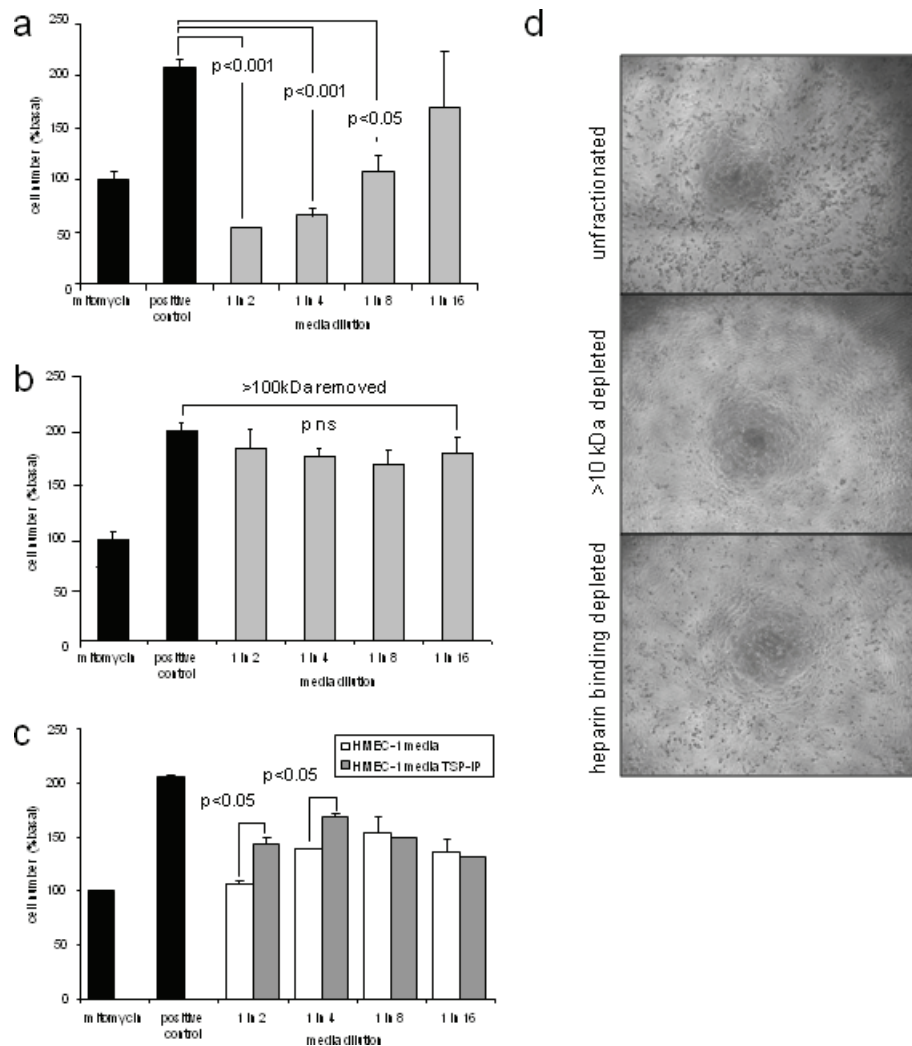 a
cell number (%basal)
250
200
150
100
50
0
p<0.001
p<0.001
p<0.05
mitomycin
positive control
1 in 2
1 in 4
1 in 8
1 in 16
media dilution
b
cell number (%basal)
250
200
150
100
50
0
>100kDa removed
p ns
mitomycin
positive control
1 in 2
1 in 4
1 in 8
1 in 16
media dilution
c
cell number (%basal)
250
200
150
100
50
0
HMEC-1 media
HMEC-1 media TSP-IP
p<0.05
p<0.05
mitomycin
positive control
1 in 2
1 in 4
1 in 8
1 in 16
media dilution
d
unfractionated
>10 kDa depleted
heparin binding depleted